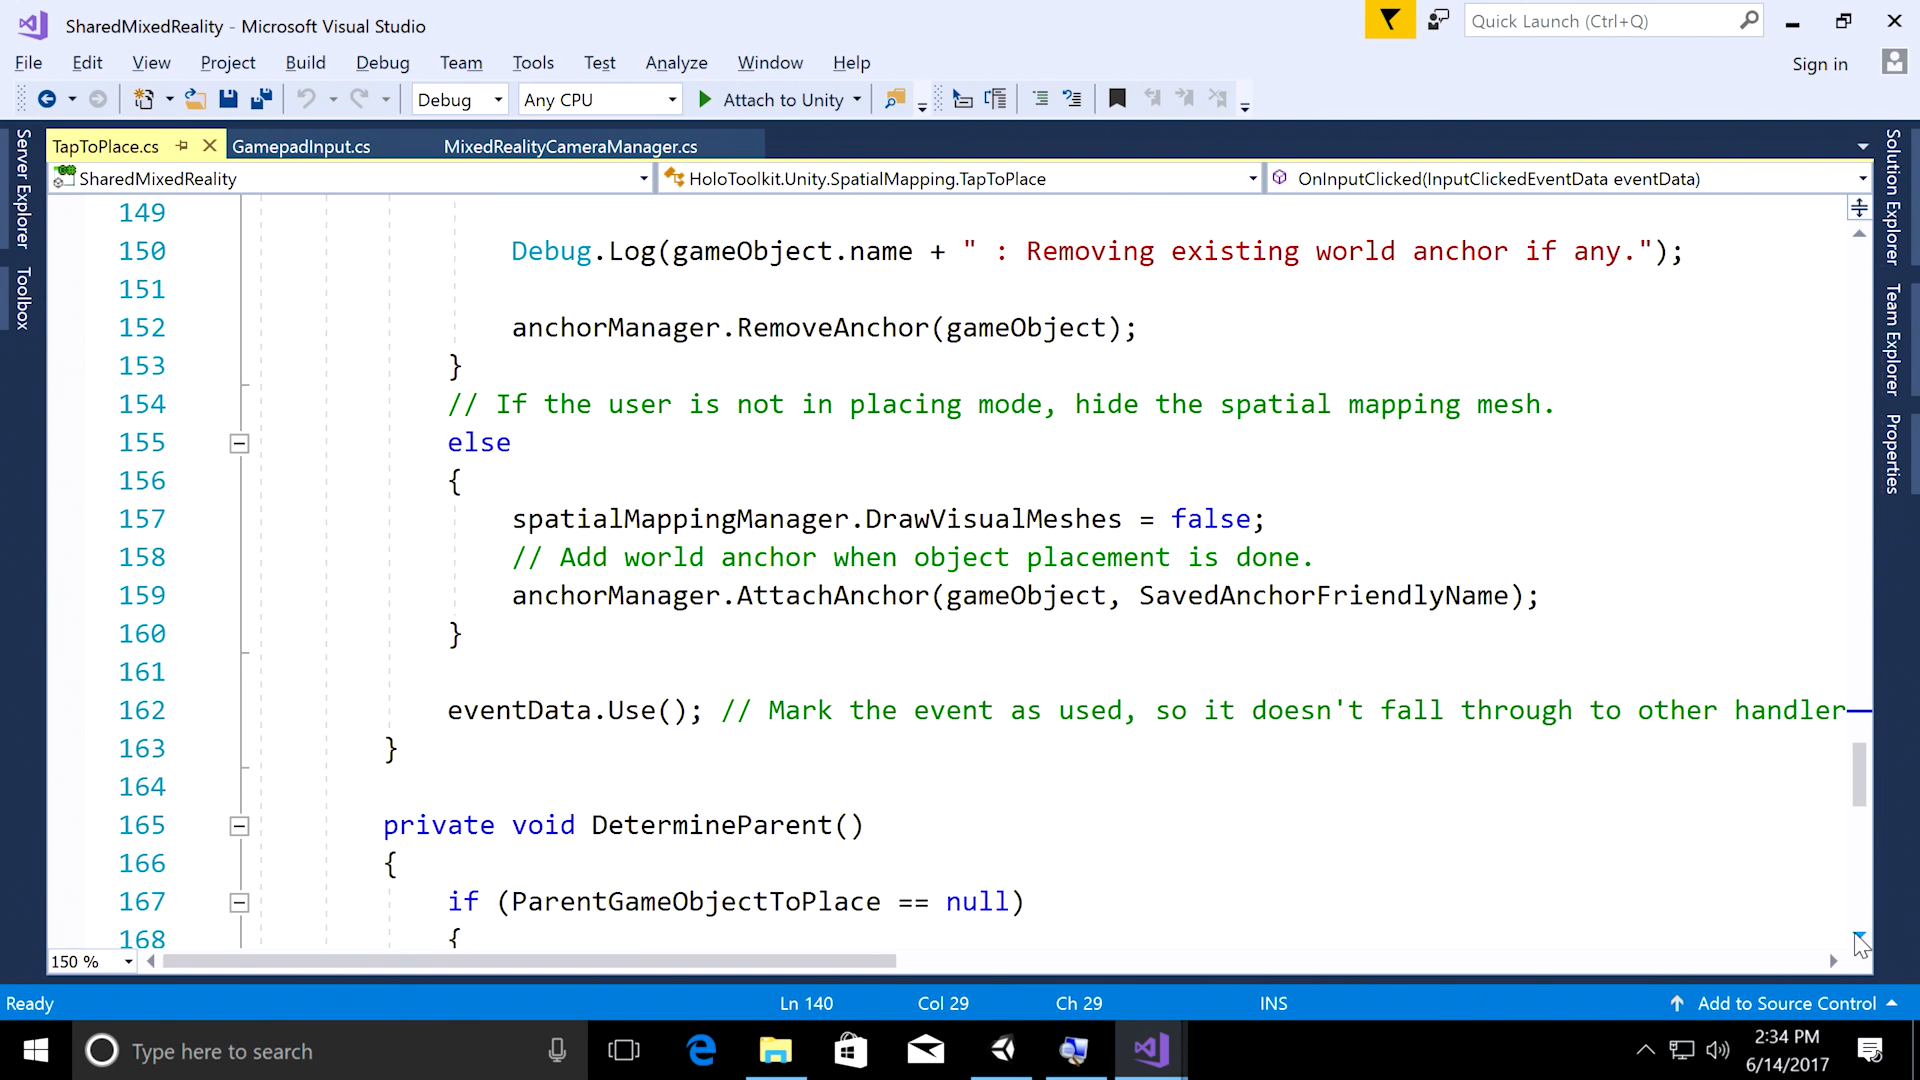 SharedMixedReality - Microsoft Visual Studio
Quick Launch (Ctrl+Q)
File Edit View Project Build Debug Team Tools Test Analyze Window Help
Sign in
Debug Any CPU Attach to Unity
TapToPlace.cs GamepadInput.cs MixedRealityCameraManager.cs
SharedMixedReality HoloToolkit.Unity.SpatialMapping.TapToPlace OnInputClicked(InputClickedEventData eventData)
Server Explorer
Toolbox
Solution Explorer
Team Explorer
Properties
149
150 Debug.Log(gameObject.name + " : Removing existing world anchor if any.");
151
152 anchorManager.RemoveAnchor(gameObject);
153 }
154 // If the user is not in placing mode, hide the spatial mapping mesh.
155 else
156 {
157 spatialMappingManager.DrawVisualMeshes = false;
158 // Add world anchor when object placement is done.
159 anchorManager.AttachAnchor(gameObject, SavedAnchorFriendlyName);
160 }
161
162 eventData.Use(); // Mark the event as used, so it doesn't fall through to other handler
163 }
164
165 private void DetermineParent()
166 {
167 if (ParentGameObjectToPlace == null)
168 {
150 %
Ready Ln 140 Col 29 Ch 29 INS Add to Source Control
Type here to search
2:34 PM
6/14/2017